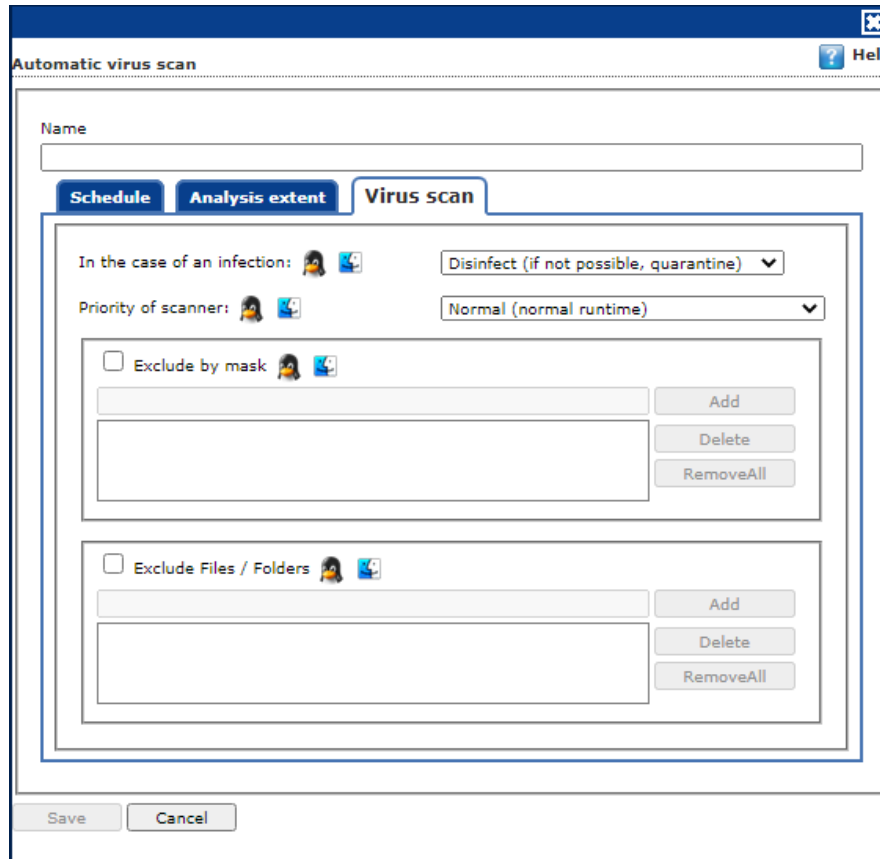 Automatic virus scan
Hel
Name
Schedule Analysis extent Virus scan
In the case of an infection: Disinfect (if not possible, quarantine)
Priority of scanner: Normal (normal runtime)
Exclude by mask
Add
Delete
RemoveAll
Exclude Files / Folders
Add
Delete
RemoveAll
Save Cancel